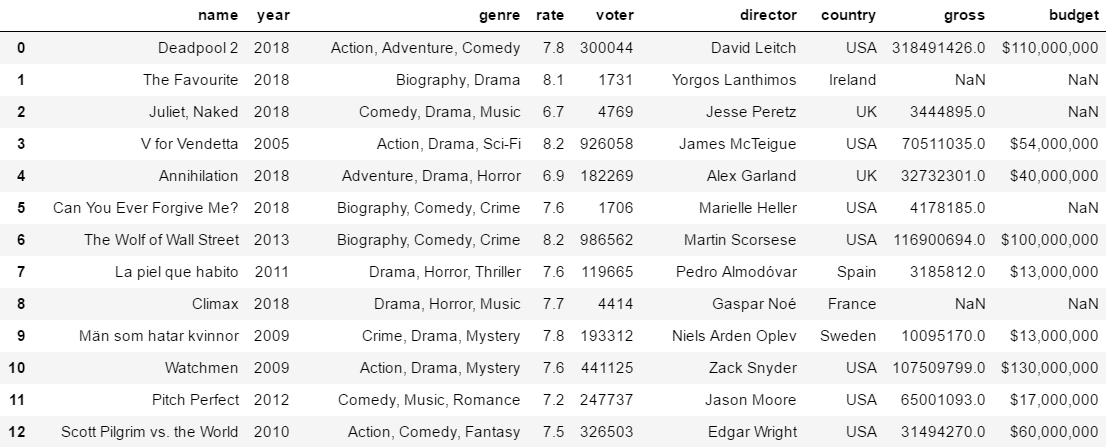 name year genre rate voter director country gross budget
0 Deadpool 2 2018 Action, Adventure, Comedy 7.8 300044 David Leitch USA 318491426.0 $110,000,000
1 The Favourite 2018 Biography, Drama 8.1 1731 Yorgos Lanthimos Ireland NaN NaN
2 Juliet, Naked 2018 Comedy, Drama, Music 6.7 4769 Jesse Peretz UK 3444895.0 NaN
3 V for Vendetta 2005 Action, Drama, Sci-Fi 8.2 926058 James McTeigue USA 70511035.0 $54,000,000
4 Annihilation 2018 Adventure, Drama, Horror 6.9 182269 Alex Garland UK 32732301.0 $40,000,000
5 Can You Ever Forgive Me? 2018 Biography, Comedy, Crime 7.6 1706 Marielle Heller USA 4178185.0 NaN
6 The Wolf of Wall Street 2013 Biography, Comedy, Crime 8.2 986562 Martin Scorsese USA 116900694.0 $100,000,000
7 La piel que habito 2011 Drama, Horror, Thriller 7.6 119665 Pedro Almodóvar Spain 3185812.0 $13,000,000
8 Climax 2018 Drama, Horror, Music 7.7 4414 Gaspar Noé France NaN NaN
9 Män som hatar kvinnor 2009 Crime, Drama, Mystery 7.8 193312 Niels Arden Oplev Sweden 10095170.0 $13,000,000
10 Watchmen 2009 Action, Drama, Mystery 7.6 441125 Zack Snyder USA 107509799.0 $130,000,000
11 Pitch Perfect 2012 Comedy, Music, Romance 7.2 247737 Jason Moore USA 65001093.0 $17,000,000
12 Scott Pilgrim vs. the World 2010 Action, Comedy, Fantasy 7.5 326503 Edgar Wright USA 31494270.0 $60,000,000